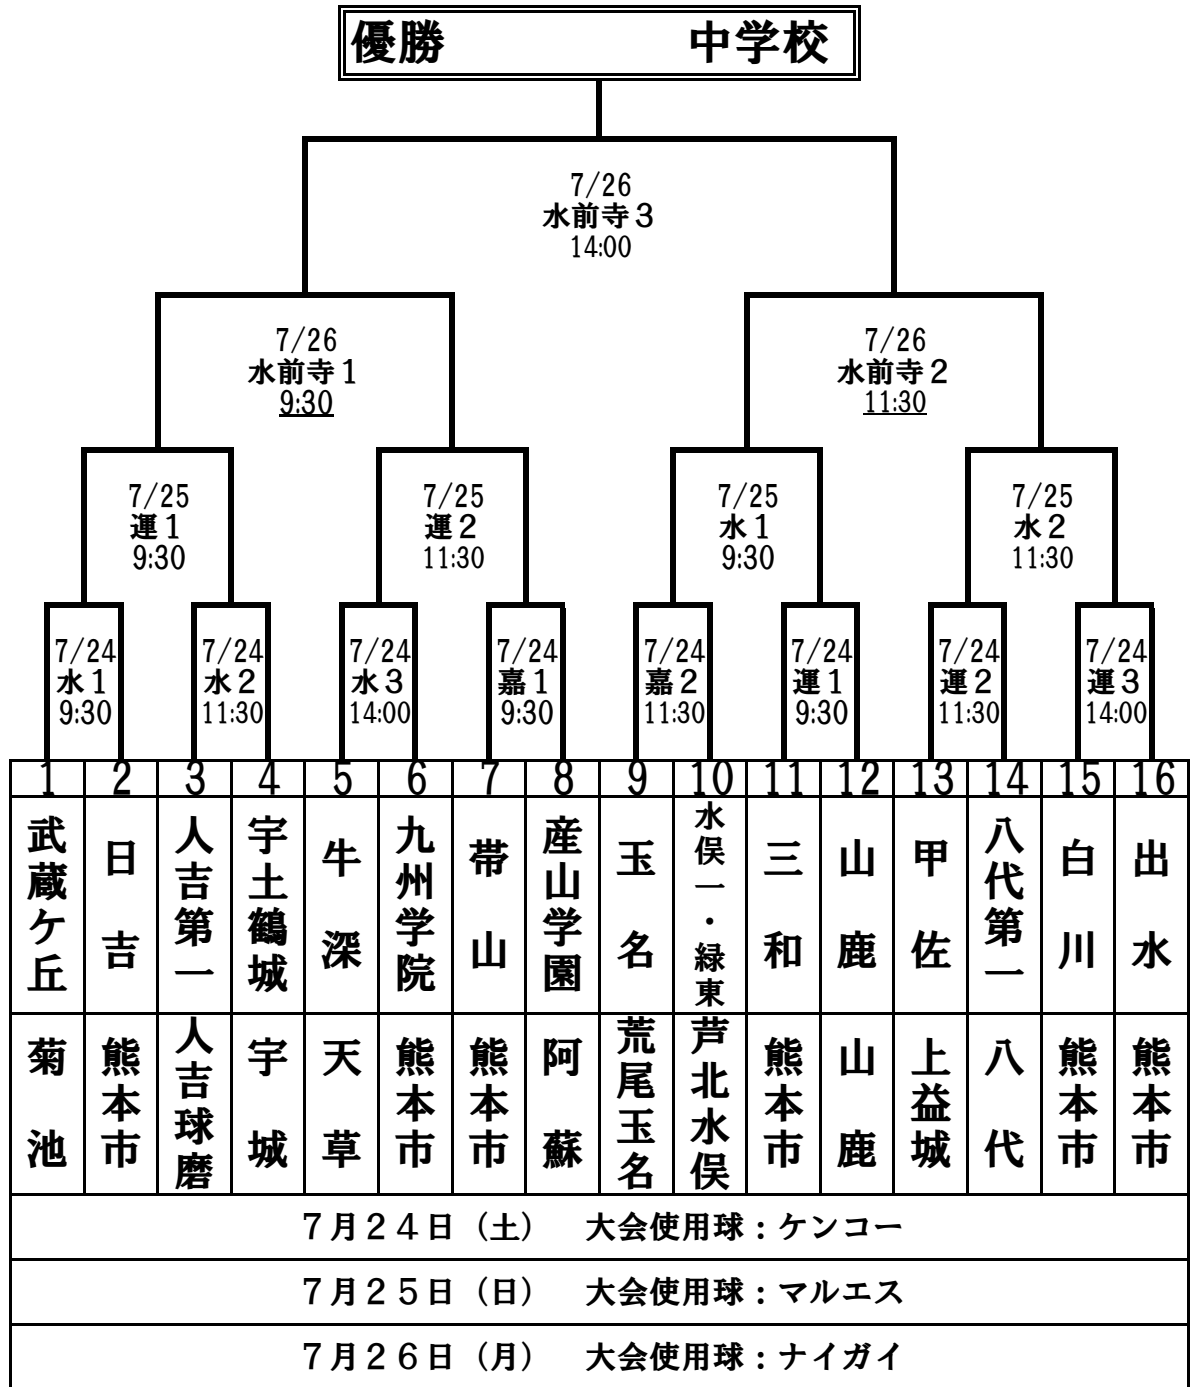 優勝　　　　　中学校
7/26
水前寺３
14:00
7/26
水前寺１
9:30
7/26
水前寺２
11:30
7/25
運１
9:30
7/25
運２
11:30
7/25
水１
9:30
7/25
水２
11:30
7/24
水１
9:30
7/24
水２
11:30
7/24
水３
14:00
7/24
嘉１
9:30
7/24
嘉２
11:30
7/24
運１
9:30
7/24
運２
11:30
7/24
運３
14:00
1 2 3 4 5 6 7 8 9 10 11 12 13 14 15 16
武蔵ケ丘
日吉
人吉第一
宇土鶴城
牛深
九州学院
帯山
産山学園
玉名
水俣一・緑東
三和
山鹿
甲佐
八代第一
白川
出水
菊池
熊本市
人吉球磨
宇城
天草
熊本市
熊本市
阿蘇
荒尾玉名
芦北水俣
熊本市
山鹿
上益城
八代
熊本市
熊本市
７月２４日（土）　大会使用球：ケンコー
７月２５日（日）　大会使用球：マルエス
７月２６日（月）　大会使用球：ナイガイ